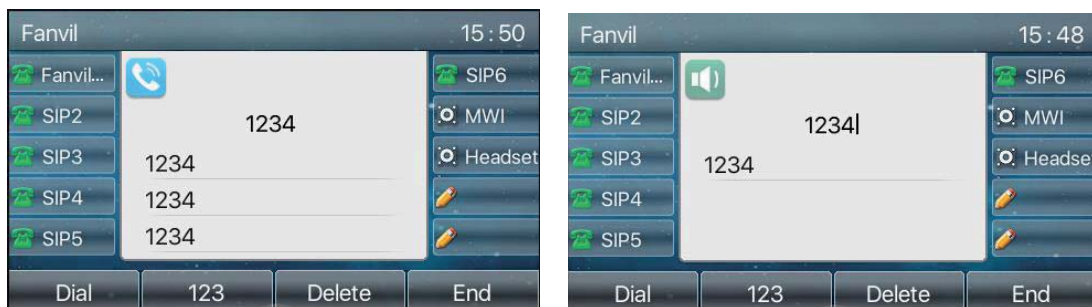 Fanvil 15:50
Fanvil... SIP6
SIP2 1234 MWI
SIP3 1234 Headset
SIP4 1234
SIP5 1234
Dial 123 Delete End
Fanvil 15:48
Fanvil... SIP6
SIP2 1234 MWI
SIP3 1234 Headse
SIP4
SIP5
Dial 123 Delete End